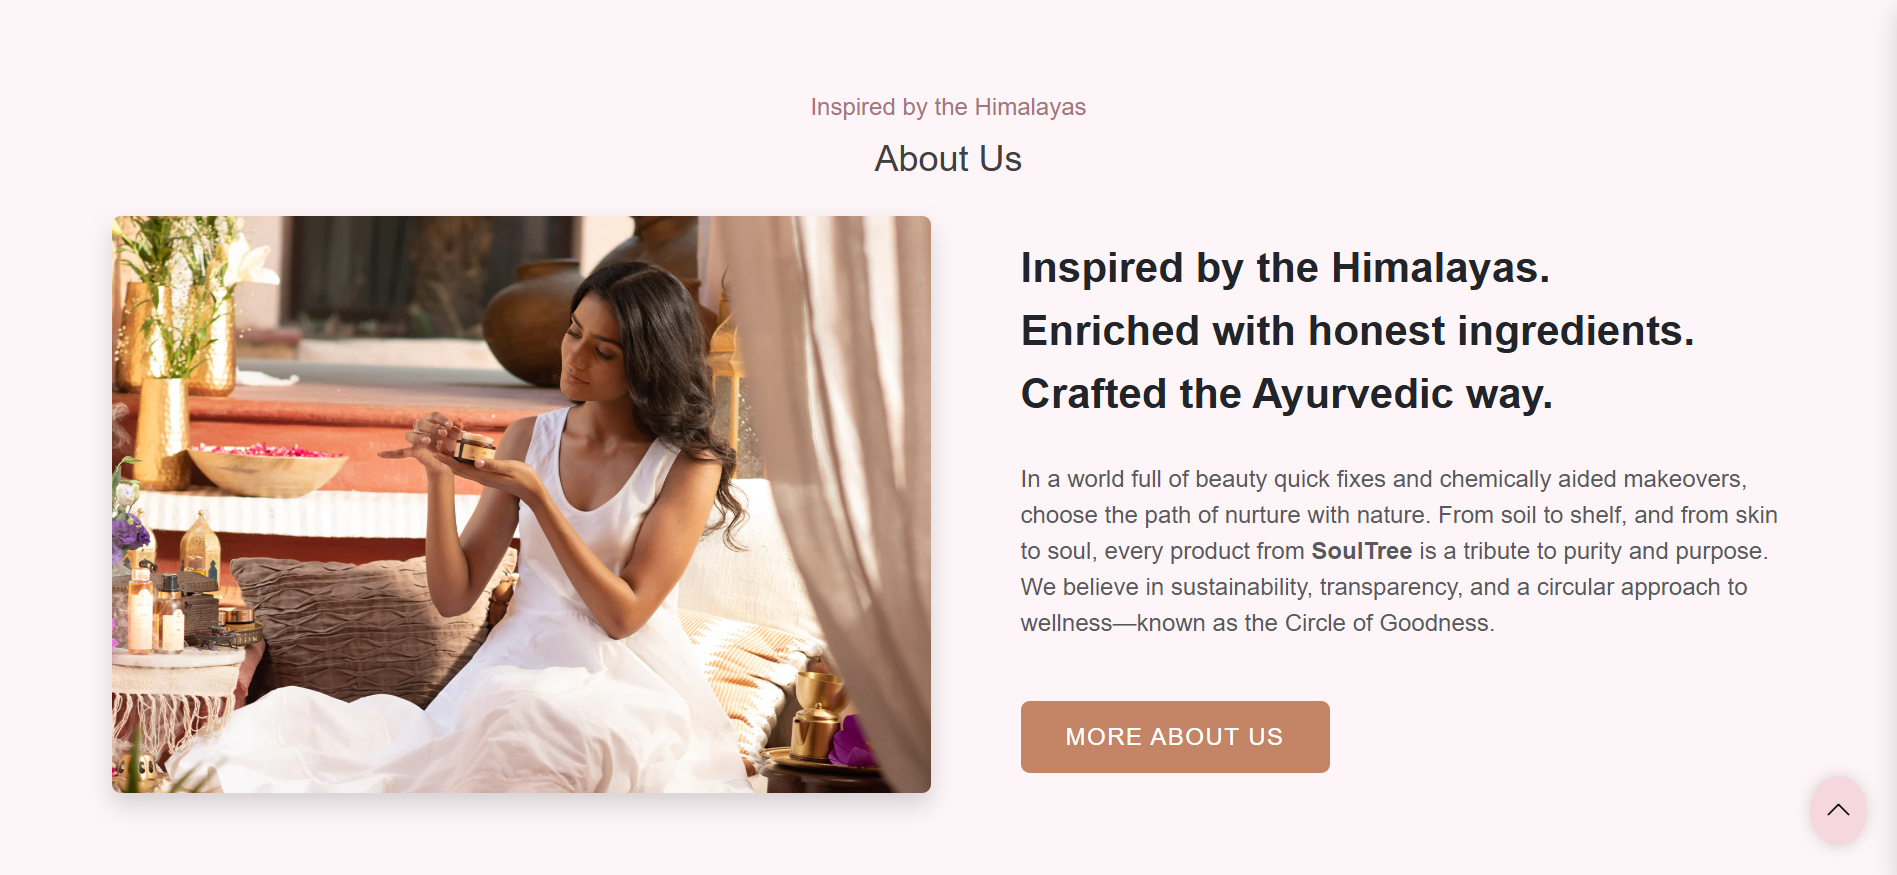 Inspired by the Himalayas
About Us
Inspired by the Himalayas.
Enriched with honest ingredients.
Crafted the Ayurvedic way.
In a world full of beauty quick fixes and chemically aided makeovers,
choose the path of nurture with nature. From soil to shelf, and from skin
to soul, every product from SoulTree is a tribute to purity and purpose.
We believe in sustainability, transparency, and a circular approach to
wellness—known as the Circle of Goodness.
MORE ABOUT US